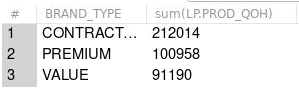 # BRAND_TYPE sum(LP.PROD_QOH)
1 CONTRACT... 212014
2 PREMIUM 100958
3 VALUE 91190